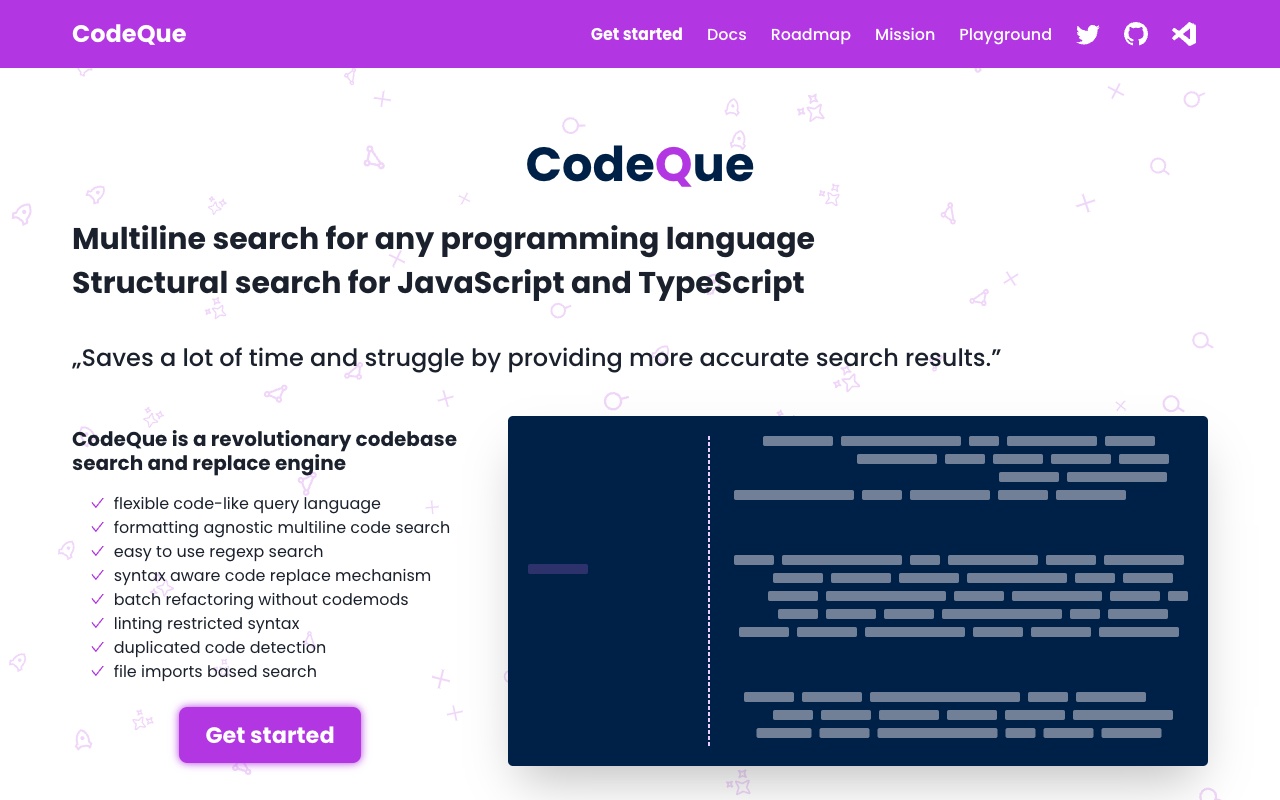 CodeQue
Get started Docs Roadmap Mission Playground
CodeQue
Multiline search for any programming language
Structural search for JavaScript and TypeScript
„Saves a lot of time and struggle by providing more accurate search results.”
CodeQue is a revolutionary codebase
search and replace engine
flexible code-like query language
formatting agnostic multiline code search
easy to use regexp search
syntax aware code replace mechanism
batch refactoring without codemods
linting restricted syntax
duplicated code detection
file imports based search
Get started